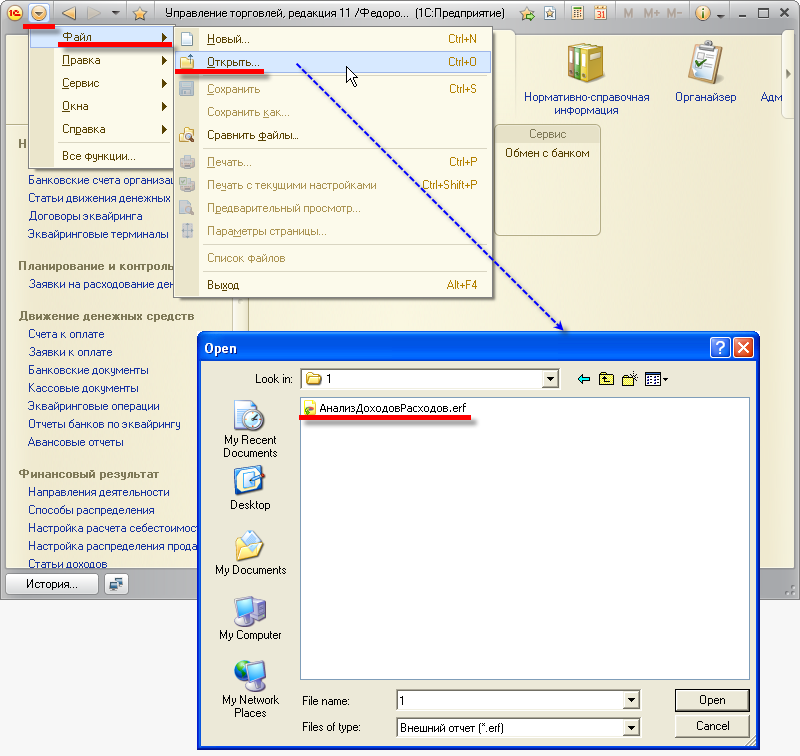 Управление торговлей, редакция 11 /Федоро... (1С:Предприятие)
M M+ M-
Файл
Правка
Сервис
Окна
Справка
Все функции...
Новый... Ctrl+N
Открыть... Ctrl+O
Сохранить Ctrl+S
Сохранить как...
Сравнить файлы...
Печать... Ctrl+P
Печать с текущими настройками Ctrl+Shift+P
Предварительный просмотр...
Параметры страницы...
Список файлов
Выход Alt+F4
Нормативно-справочная
информация
Органайзер
Адм
Сервис
Обмен с банком
Н
Банковские счета организац
Статьи движения денежных
Договоры эквайринга
Эквайринговые терминалы
Планирование и контроль
Заявки на расходование ден
Движение денежных средств
Счета к оплате
Заявки к оплате
Банковские документы
Кассовые документы
Эквайринговые операции
Отчеты банков по эквайрингу
Авансовые отчеты
Финансовый результат
Направления деятельности
Способы распределения
Настройка расчета себестоимос
Настройка распределения прода
Статьи доходов
История...
Open
Look in: 1
АнализДоходовРасходов.erf
My Recent
Documents
Desktop
My Documents
My Computer
My Network
Places
File name: 1
Open
Files of type: Внешний отчет (*.erf)
Cancel